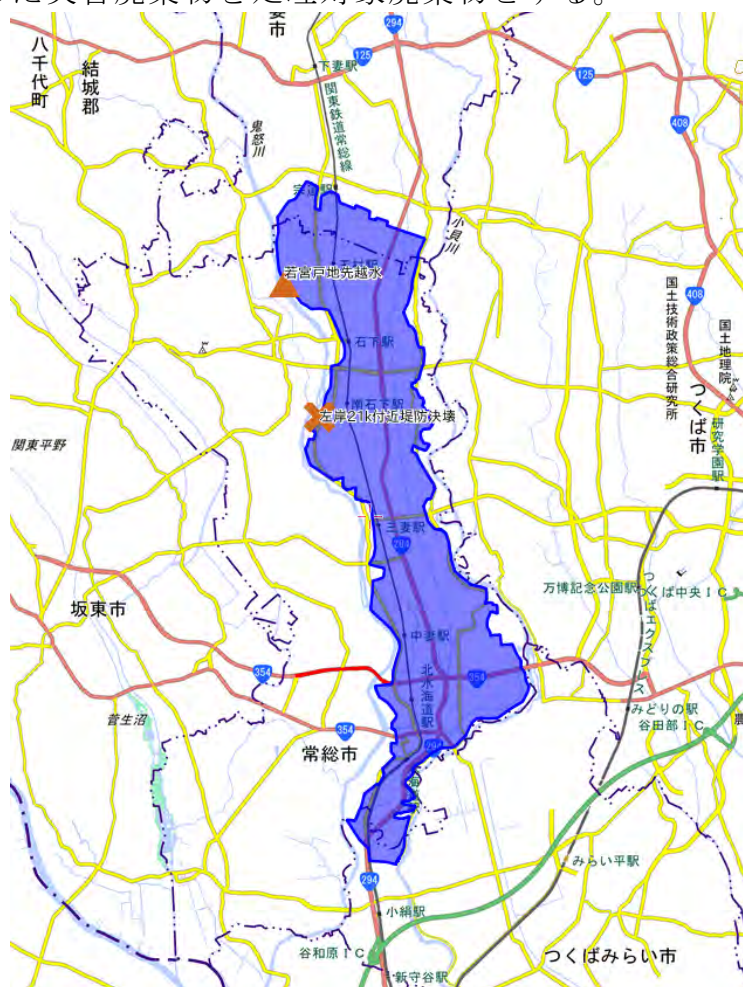 た災害廃棄物を処理対象廃棄物とする。
294
125
下妻駅
八千代町
結城郡
125
関東鉄道常総線
鬼怒川
408
小貝川
若宮戸地先越水
国土技術政策総合研究所
408
国土地理院
石下駅
南石下駅
左岸21k付近堤防決壊
つくば市
研究学園駅
関東平野
三妻駅
294
万博記念公園駅
つくば中央IC
つくばエクスプレス
坂東市
中妻駅
北水海道駅
354
354
みどりの駅
谷田部IC
菅生沼
354
常総市
294
みらい平駅
294
小絹駅
谷和原IC
つくばみらい市
新守谷駅